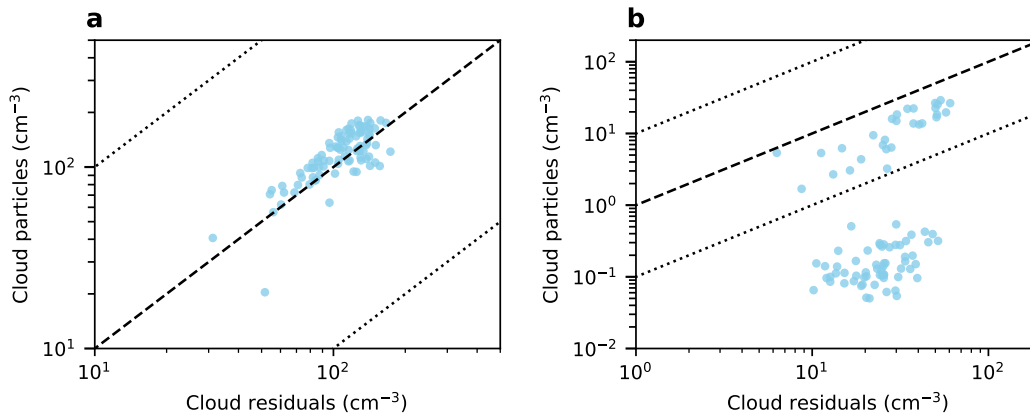 a
Cloud particles (cm⁻³)
10²
10¹
10¹
10²
Cloud residuals (cm⁻³)
b
Cloud particles (cm⁻³)
10²
10¹
10⁰
10⁻¹
10⁻²
10⁰
10¹
10²
Cloud residuals (cm⁻³)